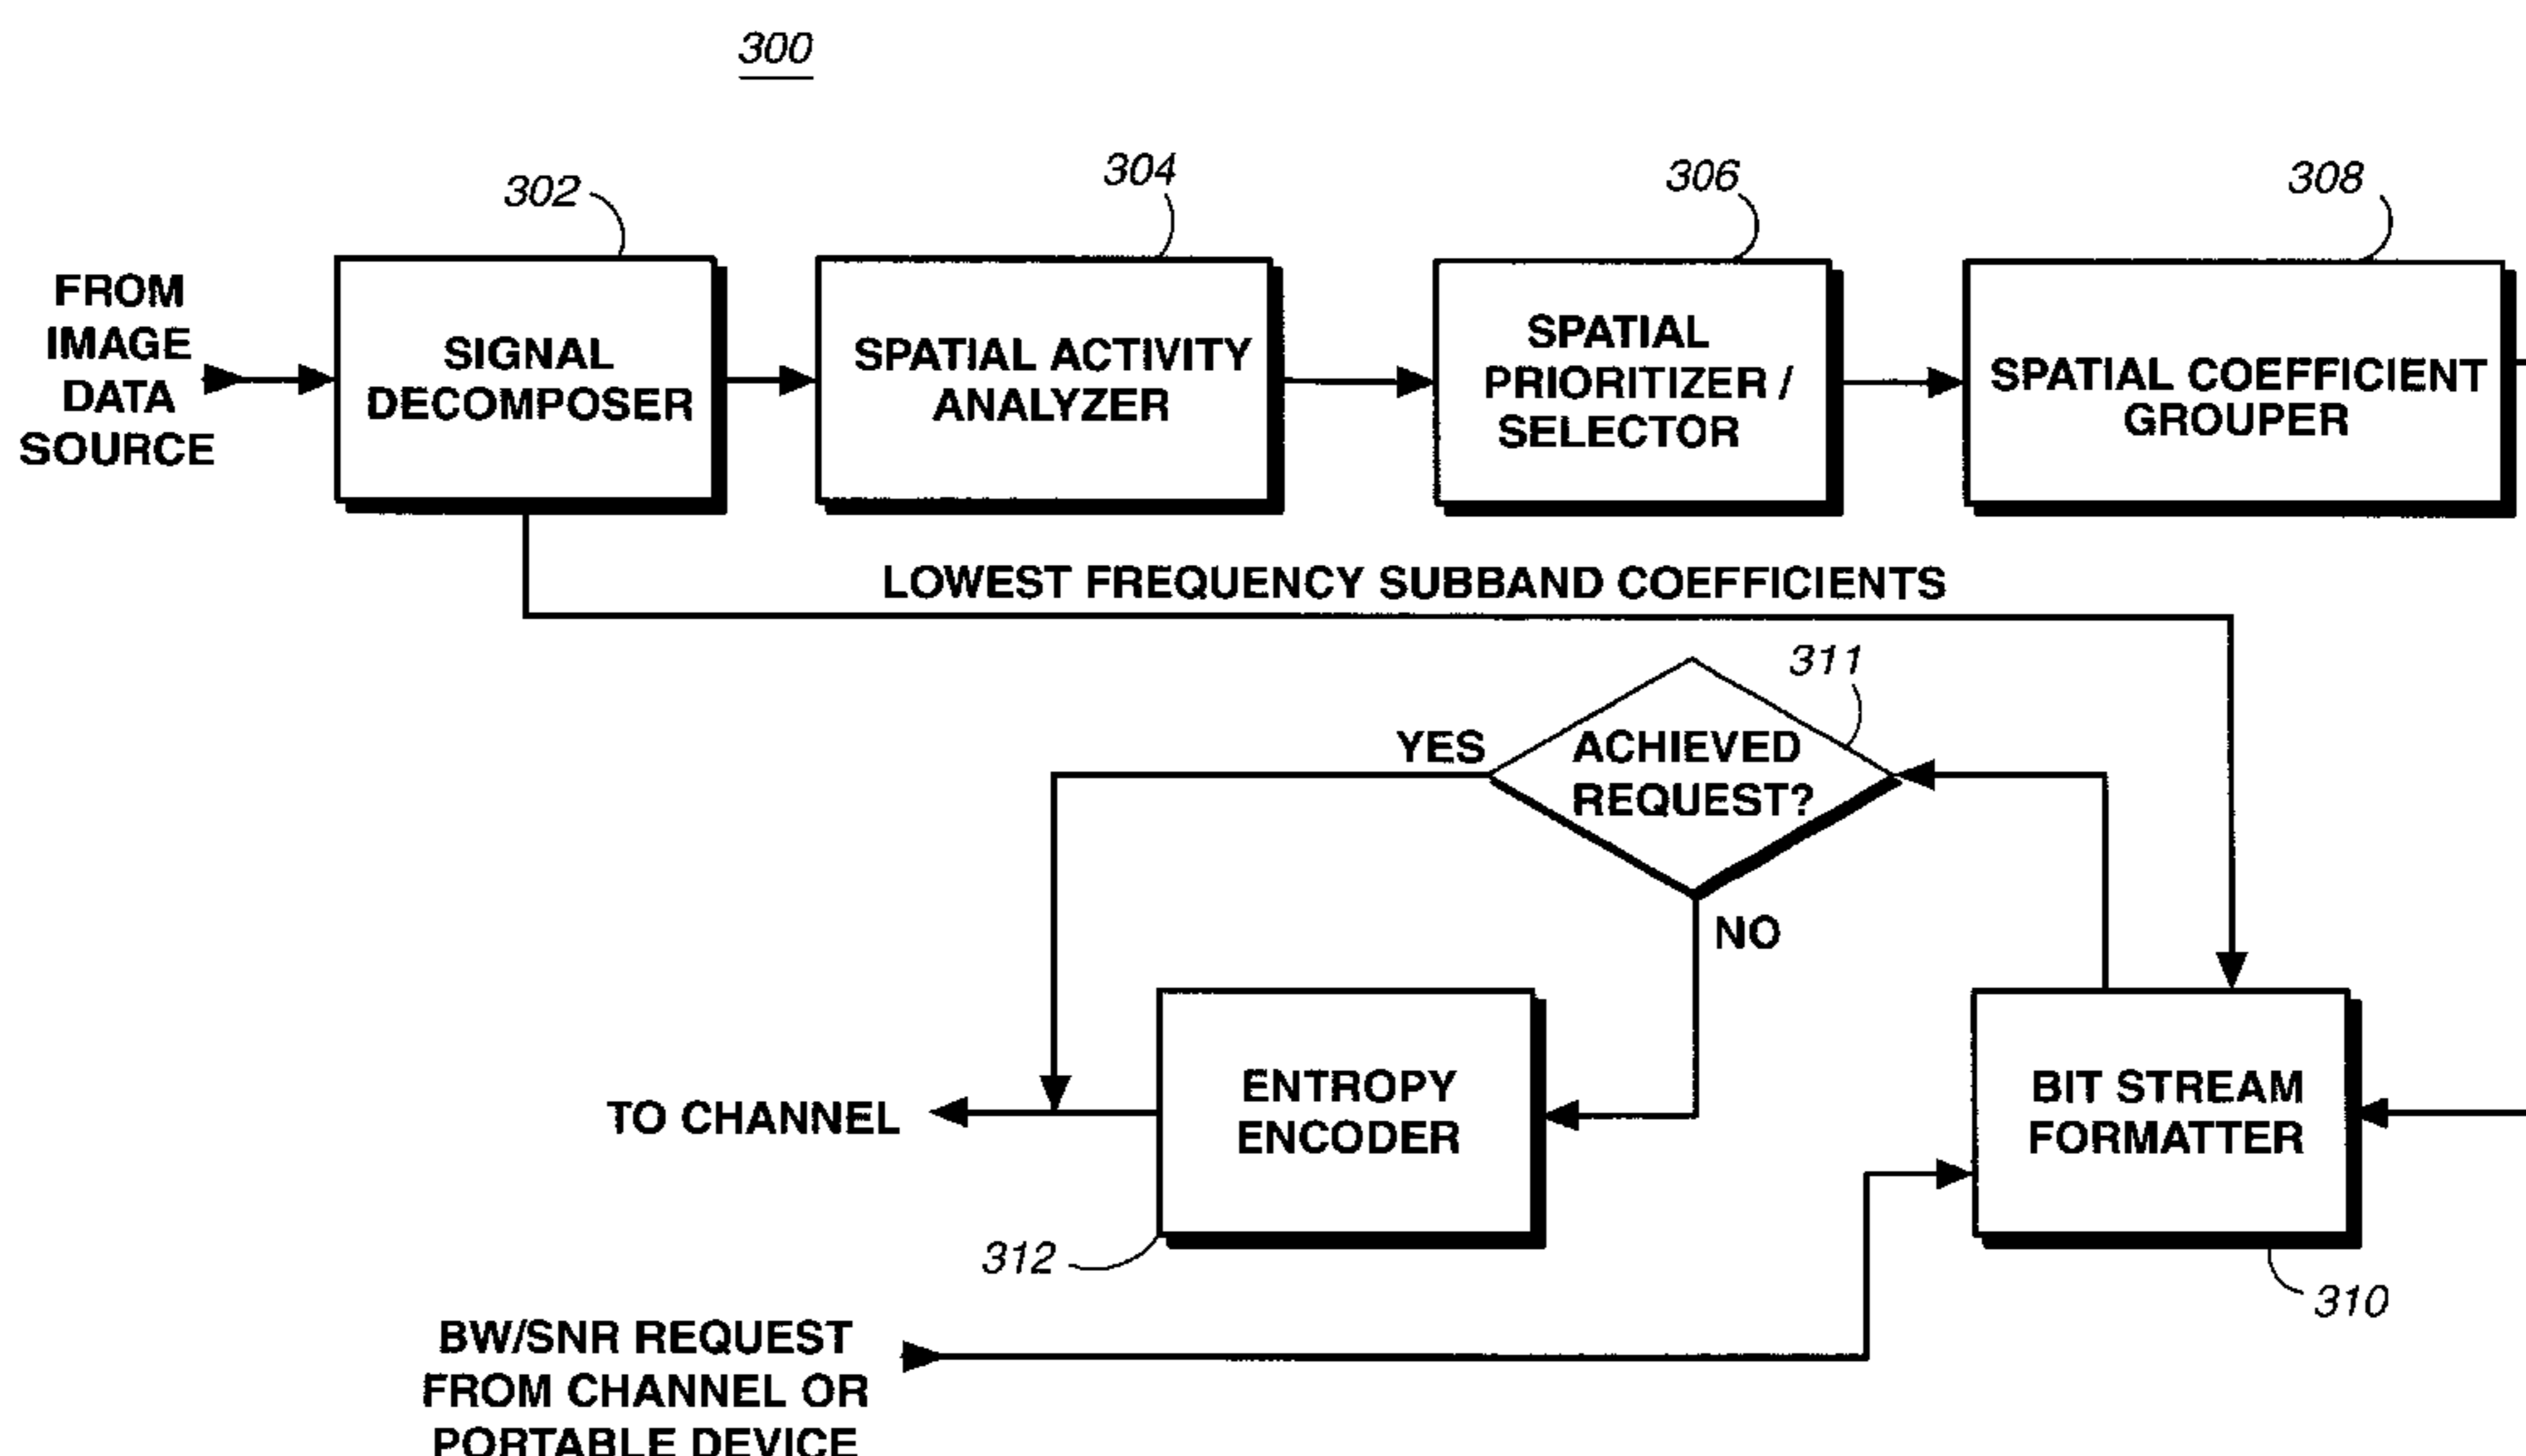 300
302
304
306
308
FROM
IMAGE
DATA
SOURCE
SIGNAL
DECOMPOSER
SPATIAL ACTIVITY
ANALYZER
SPATIAL
PRIORITIZER /
SELECTOR
SPATIAL COEFFICIENT
GROUPER
LOWEST FREQUENCY SUBBAND COEFFICIENTS
311
YES
ACHIEVED
REQUEST?
NO
TO CHANNEL
ENTROPY
ENCODER
BIT STREAM
FORMATTER
312
310
BW/SNR REQUEST
FROM CHANNEL OR
PORTABLE DEVICE